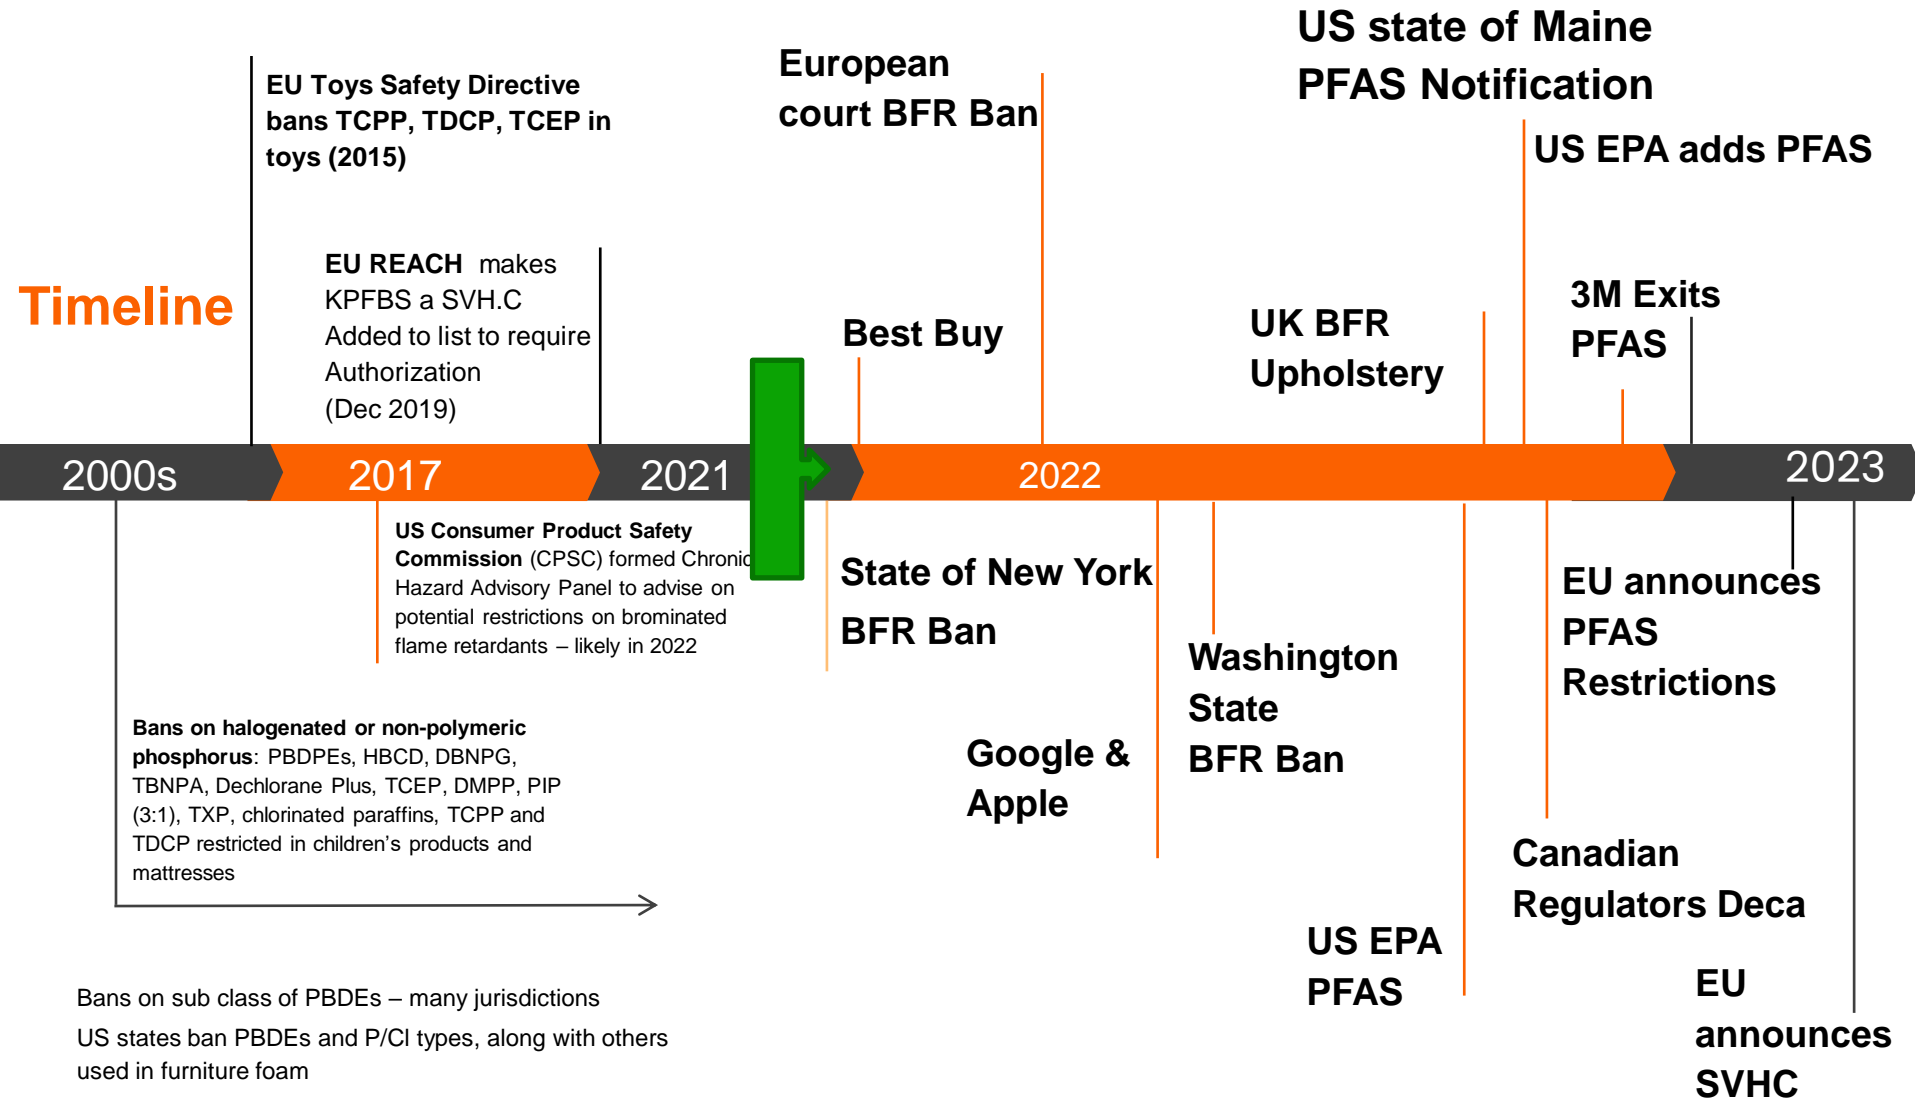 US state of Maine
PFAS Notification
European
court BFR Ban
EU Toys Safety Directive
bans TCPP, TDCP, TCEP in
toys (2015)
US EPA adds PFAS
EU REACH makes
KPFBS a SVH.C
Added to list to require
Authorization
(Dec 2019)
Timeline
Best Buy
UK BFR
Upholstery
3M Exits
PFAS
2000s
2017
2021
2022
2023
US Consumer Product Safety
Commission (CPSC) formed Chronic
Hazard Advisory Panel to advise on
potential restrictions on brominated
flame retardants – likely in 2022
State of New York
BFR Ban
EU announces
PFAS
Restrictions
Washington
State
BFR Ban
Bans on halogenated or non-polymeric
phosphorus: PBDPEs, HBCD, DBNPG,
TBNPA, Dechlorane Plus, TCEP, DMPP, PIP
(3:1), TXP, chlorinated paraffins, TCPP and
TDCP restricted in children's products and
mattresses
Google &
Apple
Canadian
Regulators Deca
US EPA
PFAS
EU
announces
SVHC
Bans on sub class of PBDEs – many jurisdictions
US states ban PBDEs and P/Cl types, along with others
used in furniture foam